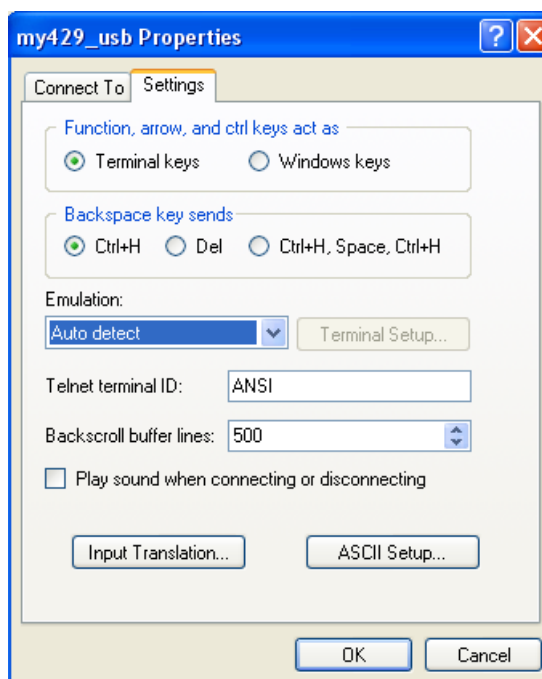 my429_usb Properties
Connect To Settings
Function, arrow, and ctrl keys act as
Terminal keys Windows keys
Backspace key sends
Ctrl+H Del Ctrl+H, Space, Ctrl+H
Emulation:
Auto detect Terminal Setup...
Telnet terminal ID: ANSI
Backscroll buffer lines: 500
Play sound when connecting or disconnecting
Input Translation... ASCII Setup...
OK Cancel